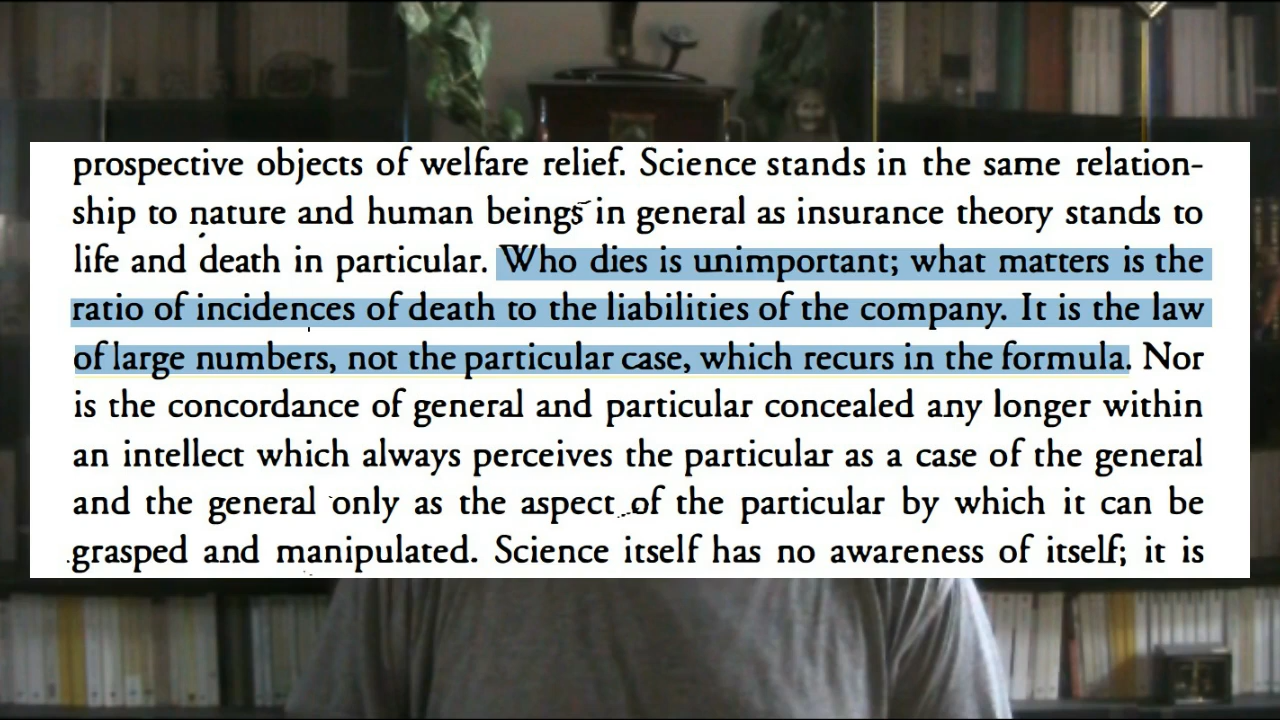 prospective objects of welfare relief. Science stands in the same relation-
ship to nature and human beings in general as insurance theory stands to
life and death in particular. Who dies is unimportant; what matters is the
ratio of incidences of death to the liabilities of the company. It is the law
of large numbers, not the particular case, which recurs in the formula. Nor
is the concordance of general and particular concealed any longer within
an intellect which always perceives the particular as a case of the general
and the general only as the aspect of the particular by which it can be
grasped and manipulated. Science itself has no awareness of itself; it is